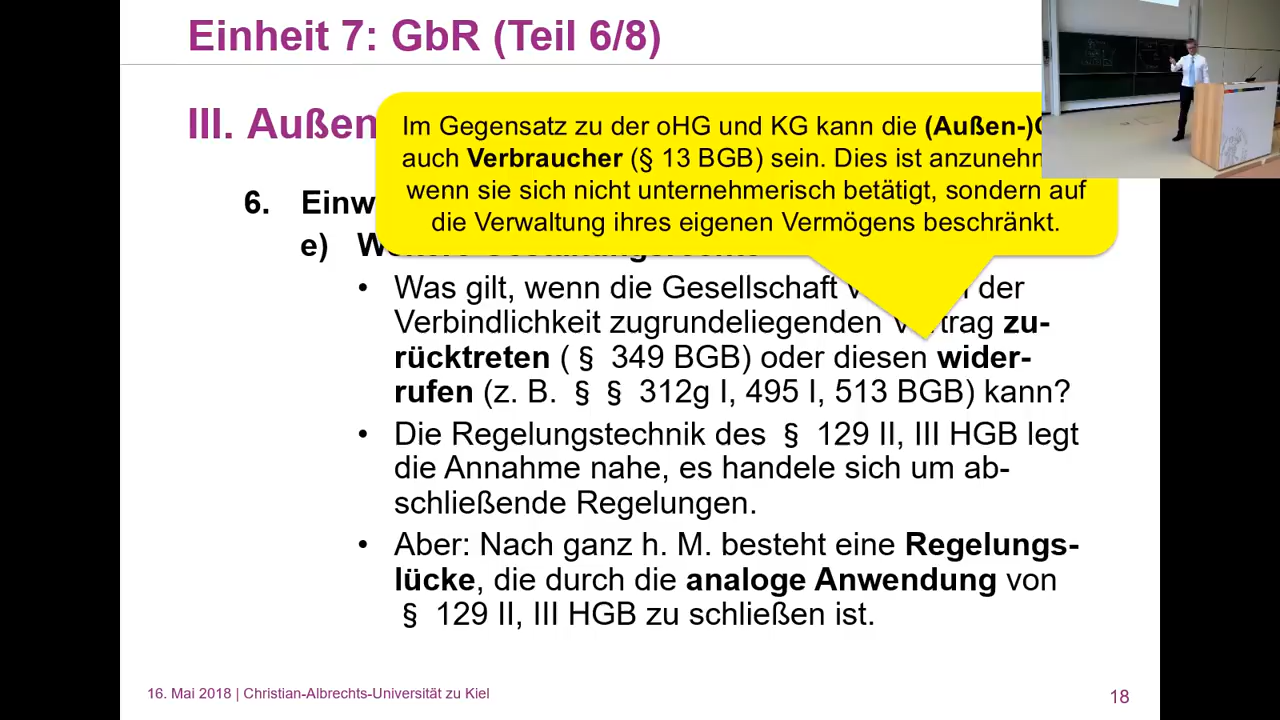 Einheit 7: GbR (Teil 6/8)
III. Außen
Im Gegensatz zu der oHG und KG kann die (Außen-)
auch Verbraucher (§ 13 BGB) sein. Dies ist
wenn sie sich nicht unternehmerisch betätigt, sondern auf
die Verwaltung ihres eigenen Vermögens beschränkt.
6. Einw
e)
• Was gilt, wenn die Gesellschaft der
Verbindlichkeit zugrundeliegenden zu-
rücktreten ( § 349 BGB) oder diesen wider-
rufen (z. B. § § 312g I, 495 I, 513 BGB) kann?
• Die Regelungstechnik des § 129 II, III HGB legt
die Annahme nahe, es handele sich um ab-
schließende Regelungen.
• Aber: Nach ganz h. M. besteht eine Regelungs-
lücke, die durch die analoge Anwendung von
§ 129 II, III HGB zu schließen ist.
16. Mai 2018 | Christian-Albrechts-Universität zu Kiel
18